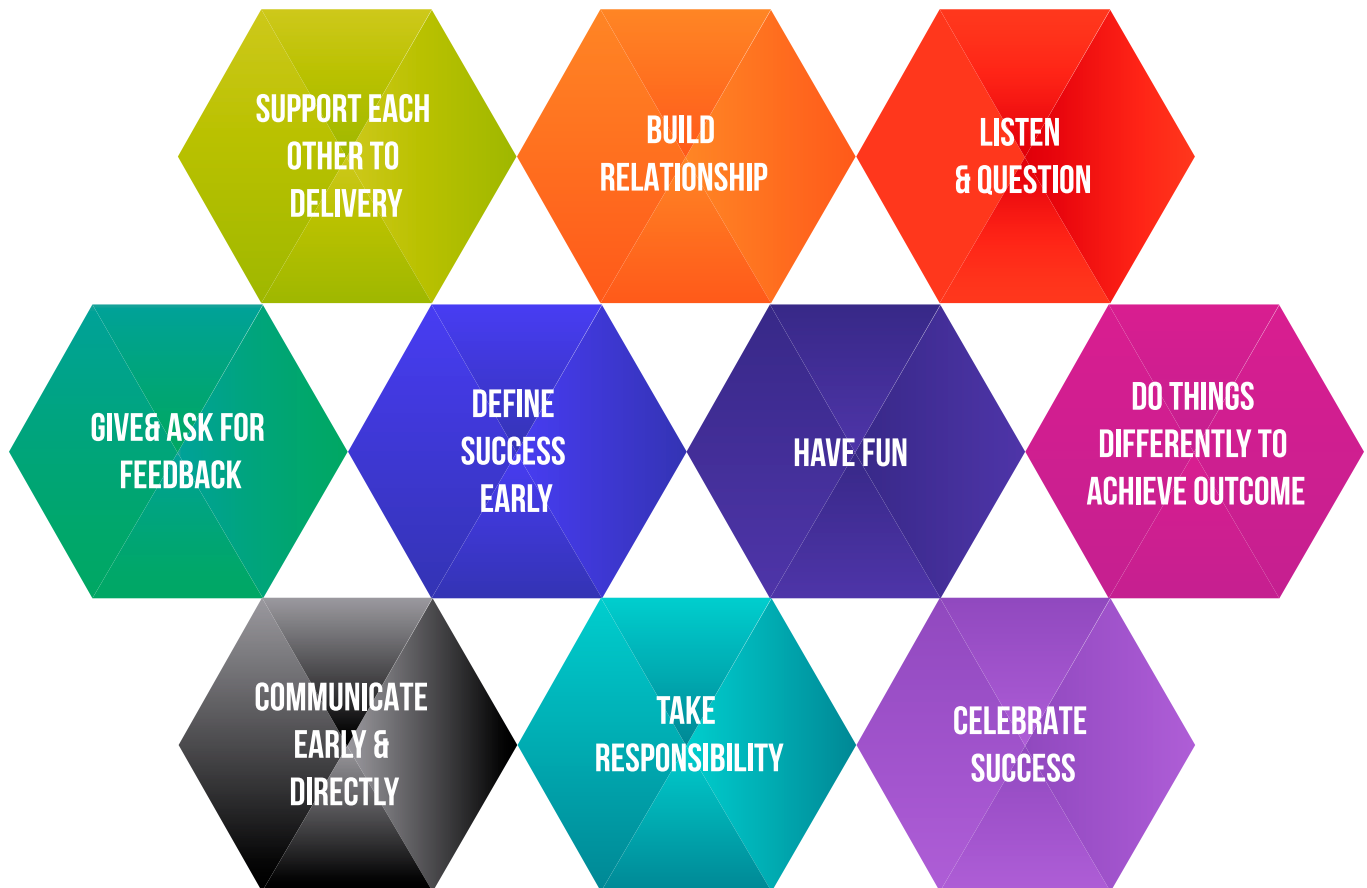 SUPPORT EACH
OTHER TO
DELIVERY
BUILD
RELATIONSHIP
LISTEN
& QUESTION
GIVE& ASK FOR
FEEDBACK
DEFINE
SUCCESS
EARLY
HAVE FUN
DO THINGS
DIFFERENTLY TO
ACHIEVE OUTCOME
COMMUNICATE
EARLY &
DIRECTLY
TAKE
RESPONSIBILITY
CELEBRATE
SUCCESS